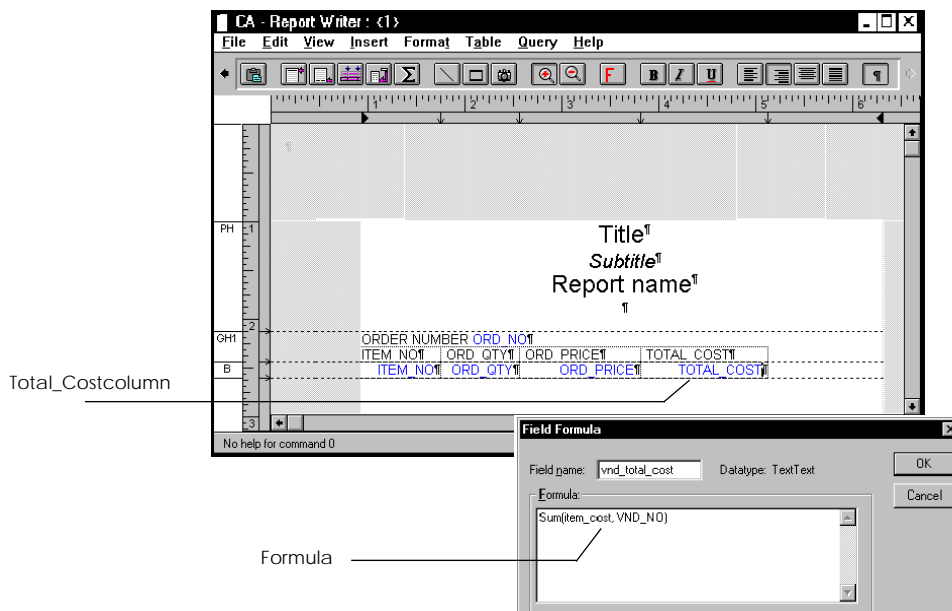 CA - Report Writer : <1>
File Edit View Insert Format Table Query Help
B I U
1 2 3 4 5 6
PH 1
Title¶
Subtitle¶
Report name¶
¶
2
GH1 ORDER NUMBER ORD_NO¶
ITEM_NO¶ ORD_QTY¶ ORD_PRICE¶ TOTAL_COST¶
B ITEM_NO¶ ORD_QTY¶ ORD_PRICE¶ TOTAL_COST¶
Total_Costcolumn
3
No help for command 0
Field Formula
Field name: vnd_total_cost Datatype: TextText OK
Formula: Cancel
Sum(item_cost, VND_NO)
Formula